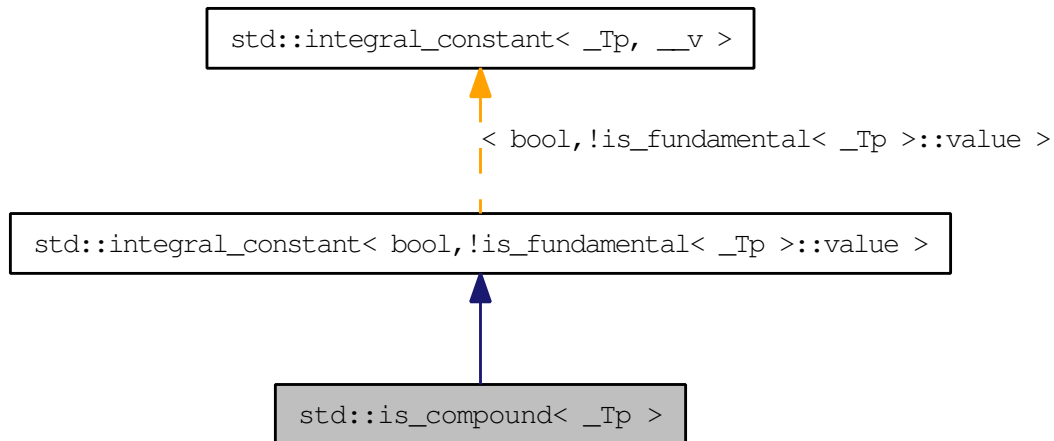 std::integral_constant< _Tp, __v >
< bool,!is_fundamental< _Tp >::value >
std::integral_constant< bool,!is_fundamental< _Tp >::value >
std::is_compound< _Tp >